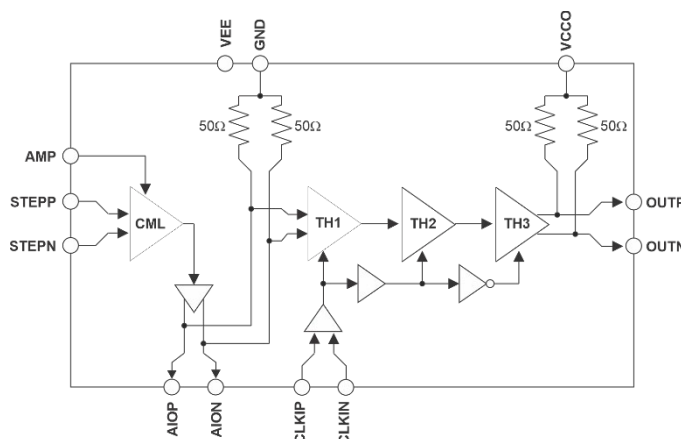 VEE
GND
VCCO
50Ω
50Ω
50Ω
50Ω
AMP
STEPP
STEPN
CML
TH1
TH2
TH3
OUTP
OUTN
AIOP
AION
CLKIP
CLKIN